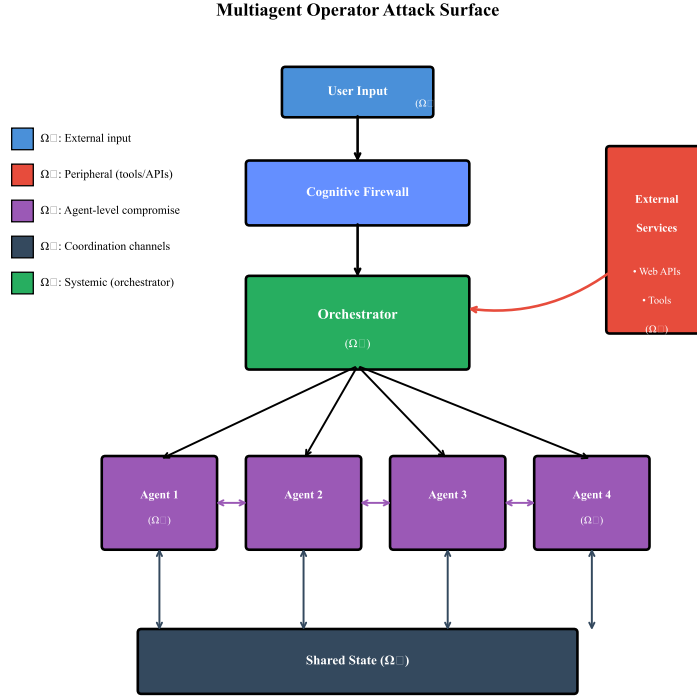 Multiagent Operator Attack Surface
User Input
(Ω□
Ω□: External input
Ω□: Peripheral (tools/APIs)
Ω□: Agent-level compromise
Ω□: Coordination channels
Ω□: Systemic (orchestrator)
Cognitive Firewall
External
Services
• Web APIs
• Tools
(Ω□)
Orchestrator
(Ω□)
Agent 1
(Ω□)
Agent 2
Agent 3
Agent 4
(Ω□)
Shared State (Ω□)